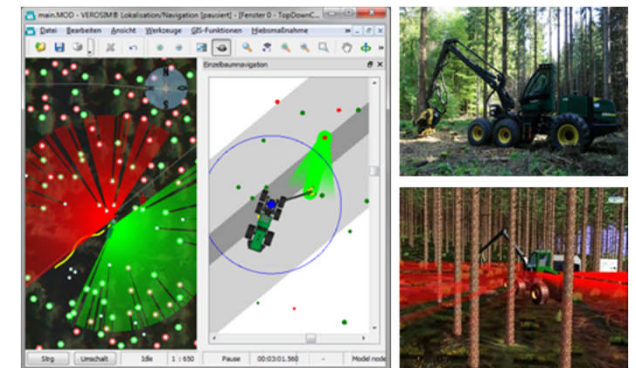 main.MOD - VEROSIM® Lokalisation/Navigation [pausiert] - [Fenster 0 - TopDownC...
Datei Bearbeiten Ansicht Werkzeuge GIS-Funktionen Hiebsmaßnahme
Einzelbaumnavigation
Strg Umschalt Idle 1 : 650 Pause 00:03:01.560 - Model node